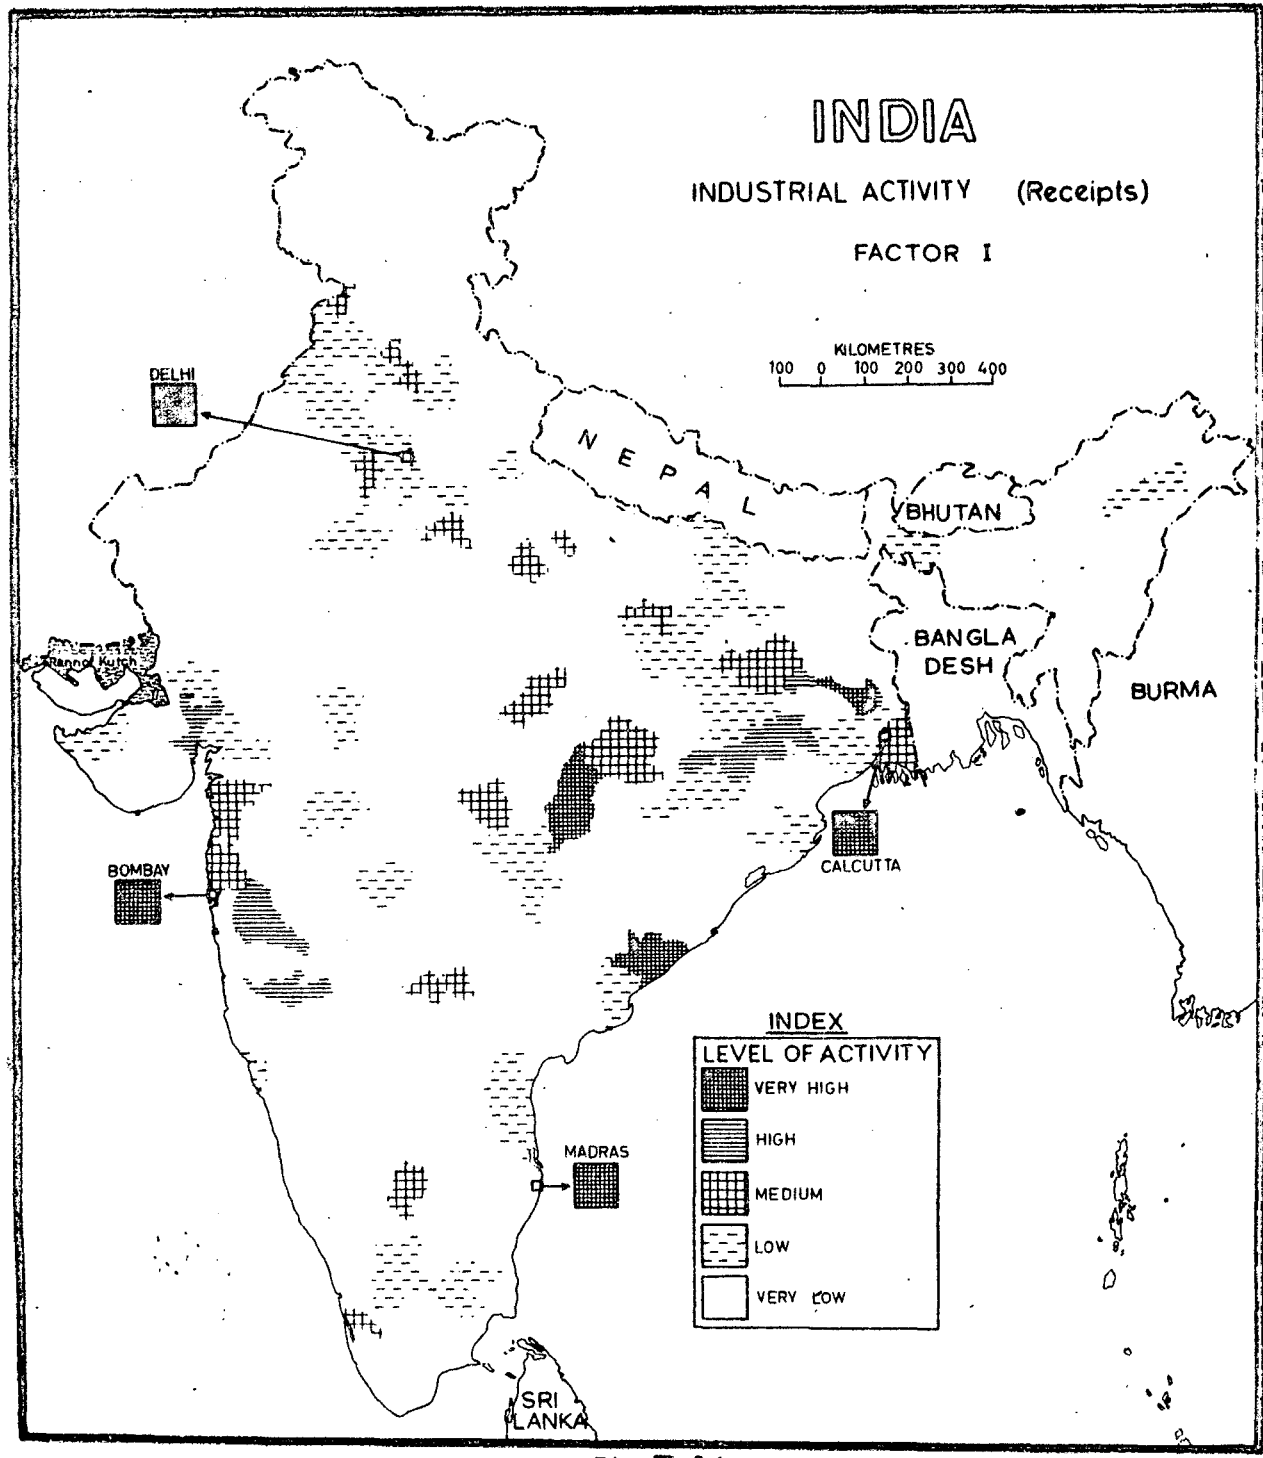 INDIA
INDUSTRIAL ACTIVITY (Receipts)
FACTOR I
KILOMETRES
100 0 100 200 300 400
DELHI
NEPAL
BHUTAN
BANGLA
DESH
Rann of Kutch
BURMA
BOMBAY
CALCUTTA
MADRAS
INDEX
LEVEL OF ACTIVITY
VERY HIGH
HIGH
MEDIUM
LOW
VERY LOW
SRI
LANKA